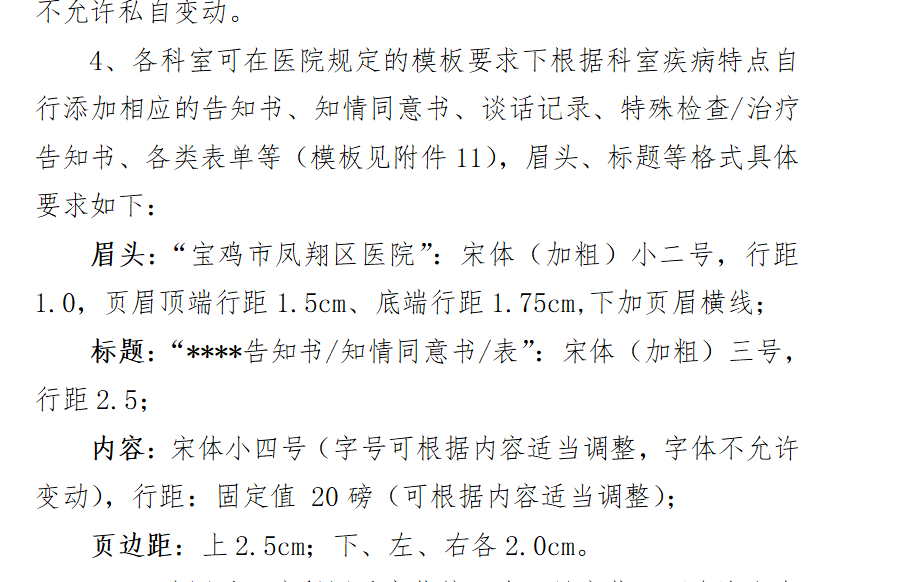 不允许私自变动。
4、各科室可在医院规定的模板要求下根据科室疾病特点自
行添加相应的告知书、知情同意书、谈话记录、特殊检查/治疗
告知书、各类表单等（模板见附件11），眉头、标题等格式具体
要求如下：
眉头：“宝鸡市凤翔区医院”：宋体（加粗）小二号，行距
1.0，页眉顶端行距1.5cm、底端行距1.75cm,下加页眉横线；
标题：“****告知书/知情同意书/表”：宋体（加粗）三号，
行距2.5；
内容：宋体小四号（字号可根据内容适当调整，字体不允许
变动），行距：固定值 20 磅（可根据内容适当调整）；
页边距：上2.5cm；下、左、右各2.0cm。